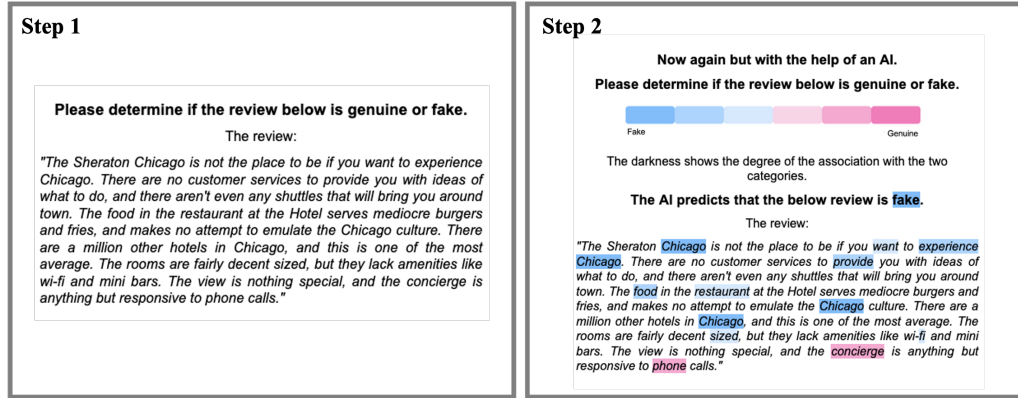 Step 1
Please determine if the review below is genuine or fake.
The review:
"The Sheraton Chicago is not the place to be if you want to experience
Chicago. There are no customer services to provide you with ideas of
what to do, and there aren't even any shuttles that will bring you around
town. The food in the restaurant at the Hotel serves mediocre burgers
and fries, and makes no attempt to emulate the Chicago culture. There
are a million other hotels in Chicago, and this is one of the most
average. The rooms are fairly decent sized, but they lack amenities like
wi-fi and mini bars. The view is nothing special, and the concierge is
anything but responsive to phone calls."
Step 2
Now again but with the help of an AI.
Please determine if the review below is genuine or fake.
Fake
Genuine
The darkness shows the degree of the association with the two
categories.
The AI predicts that the below review is fake.
The review:
"The Sheraton Chicago is not the place to be if you want to experience
Chicago. There are no customer services to provide you with ideas of
what to do, and there aren't even any shuttles that will bring you around
town. The food in the restaurant at the Hotel serves mediocre burgers and
fries, and makes no attempt to emulate the Chicago culture. There are a
million other hotels in Chicago, and this is one of the most average. The
rooms are fairly decent sized, but they lack amenities like wi-fi and mini
bars. The view is nothing special, and the concierge is anything but
responsive to phone calls."